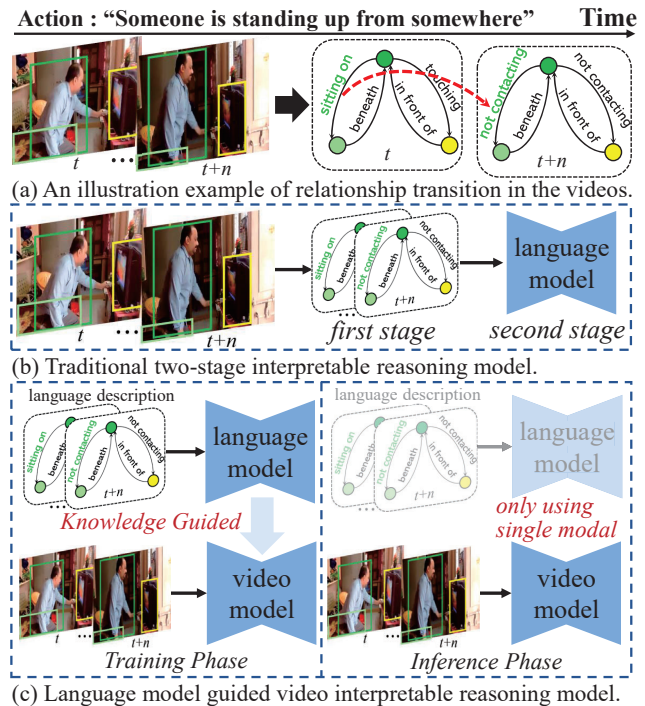 Action : “Someone is standing up from somewhere” Time
sitting on
beneath
in front of
touching
t
not contacting
beneath
in front of
not contacting
t+n
t
...
t+n
(a) An illustration example of relationship transition in the videos.
sitting on
beneath
not contacting
beneath
in front of
not contacting
t+n
...
language
model
t
...
t+n
first stage
second stage
(b) Traditional two-stage interpretable reasoning model.
language description
sitting on
beneath
not contacting
beneath
in front of
not contacting
t+n
...
language
model
Knowledge Guided
t
...
t+n
video
model
Training Phase
language description
sitting on
beneath
not contacting
beneath
in front of
not contacting
t+n
...
language
model
only using
single modal
t
...
t+n
video
model
Inference Phase
(c) Language model guided video interpretable reasoning model.